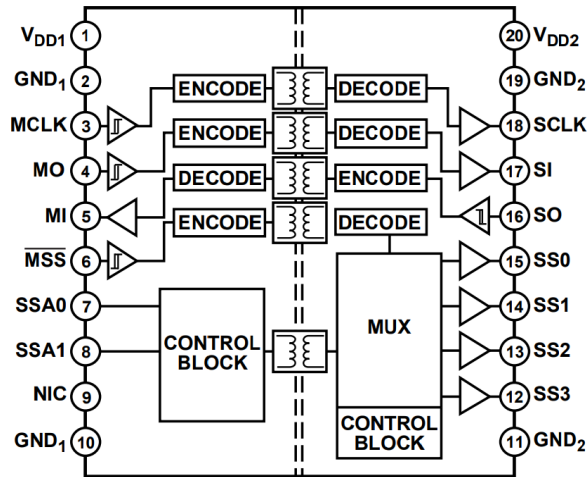 VDD1 1 20 VDD2
GND1 2 19 GND2
ENCODE DECODE
MCLK 3 18 SCLK
ENCODE DECODE
MO 4 17 SI
DECODE ENCODE
MI 5 16 SO
ENCODE DECODE
MSS 6 15 SS0
SSA0 7 14 SS1
MUX
CONTROL
BLOCK
SSA1 8 13 SS2
NIC 9 12 SS3
CONTROL
BLOCK
GND1 10 11 GND2